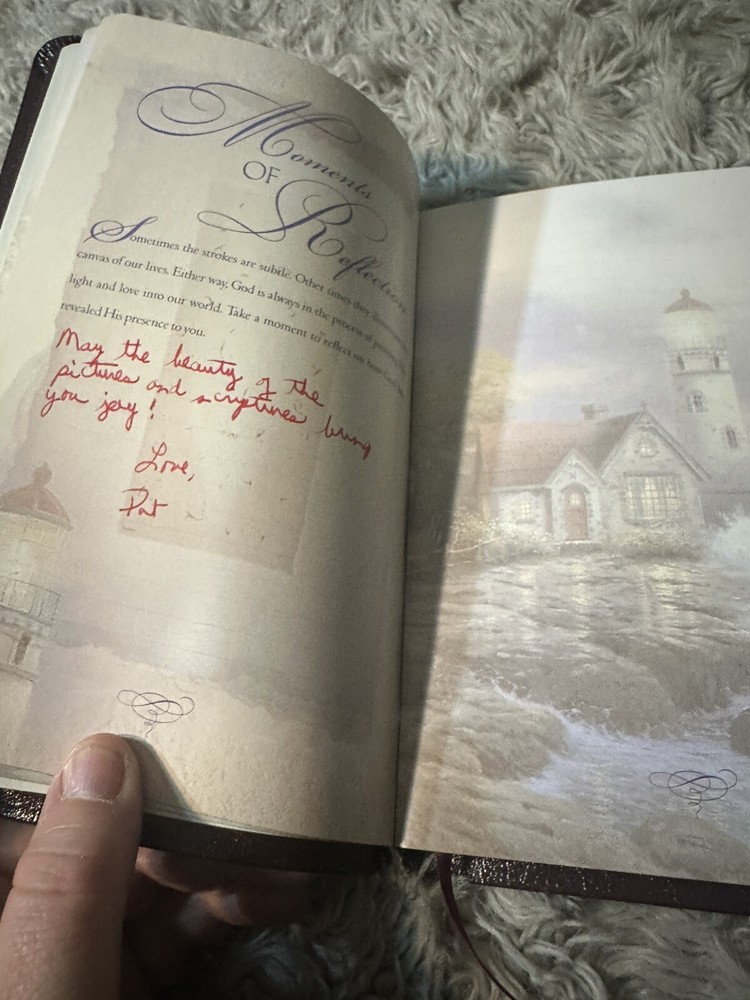 Moments
OF
Reflection
Sometimes the strokes are subtle. Other times they
canvas of our lives. Either way, God is always in the process of
light and love into our world. Take a moment to reflect on how
revealed His presence to you.
May the beauty of the
pictures and scriptures bring
you joy!
Love,
Pat